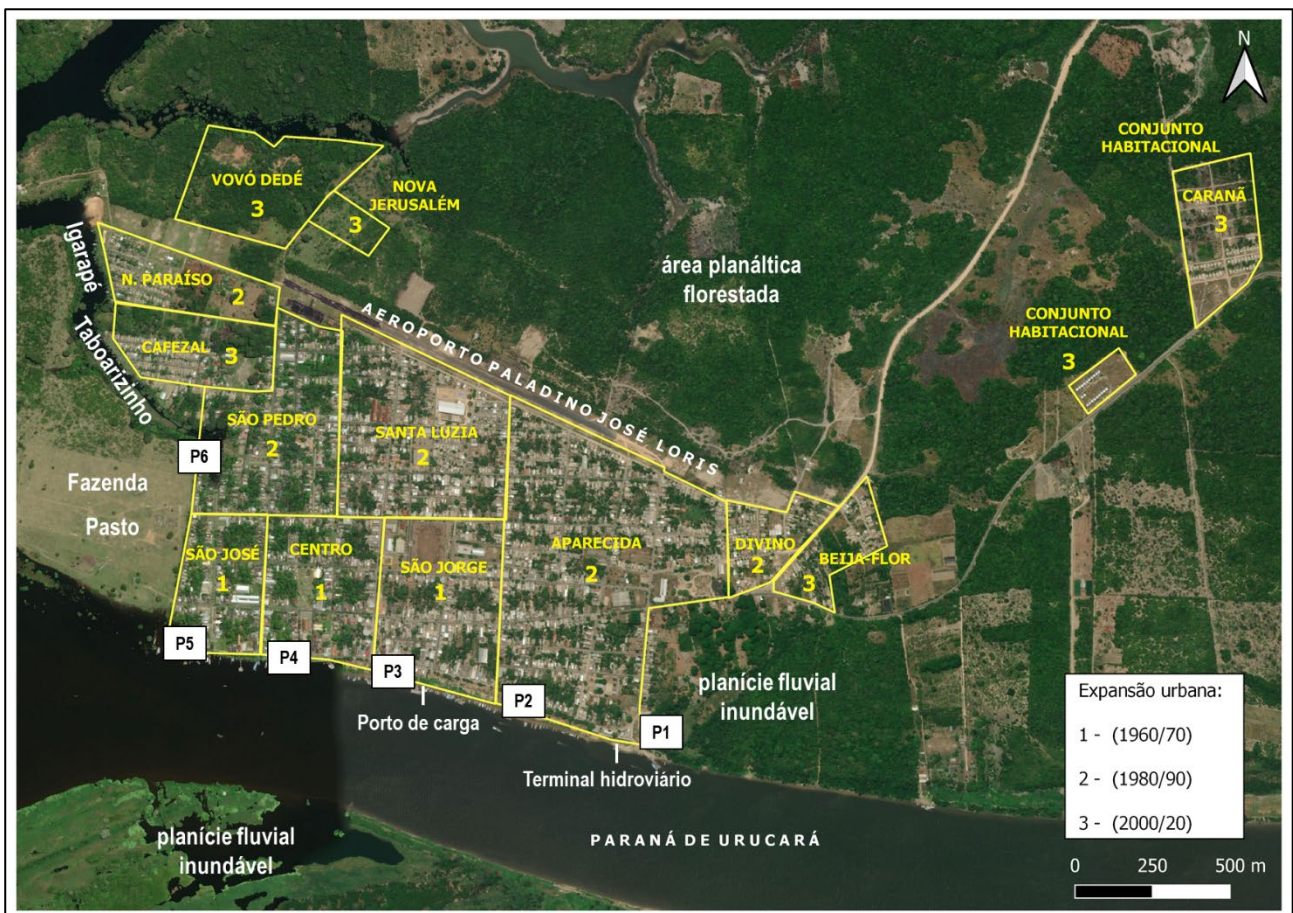 N
CONJUNTO
HABITACIONAL
VOVÓ DEDÉ
3
NOVA
JERUSALÉM
3
CARANÃ
3
Igarapé
Taboarizinho
N. PARAÍSO
2
área planáltica
florestada
AEROPORTO PALADINO JOSÉ LORIS
CONJUNTO
HABITACIONAL
3
CAFEZAL
3
SÃO PEDRO
2
SANTA LUZIA
2
P6
Fazenda
Pasto
SÃO JOSÉ
1
CENTRO
1
SÃO JORGE
1
APARECIDA
2
DIVINO
2
BEIJA-FLOR
3
P5
P4
P3
P2
P1
Porto de carga
Terminal hidroviário
planície fluvial
inundável
planície fluvial
inundável
PARANÁ DE URUCARÁ
Expansão urbana:
1 - (1960/70)
2 - (1980/90)
3 - (2000/20)
0 250 500 m